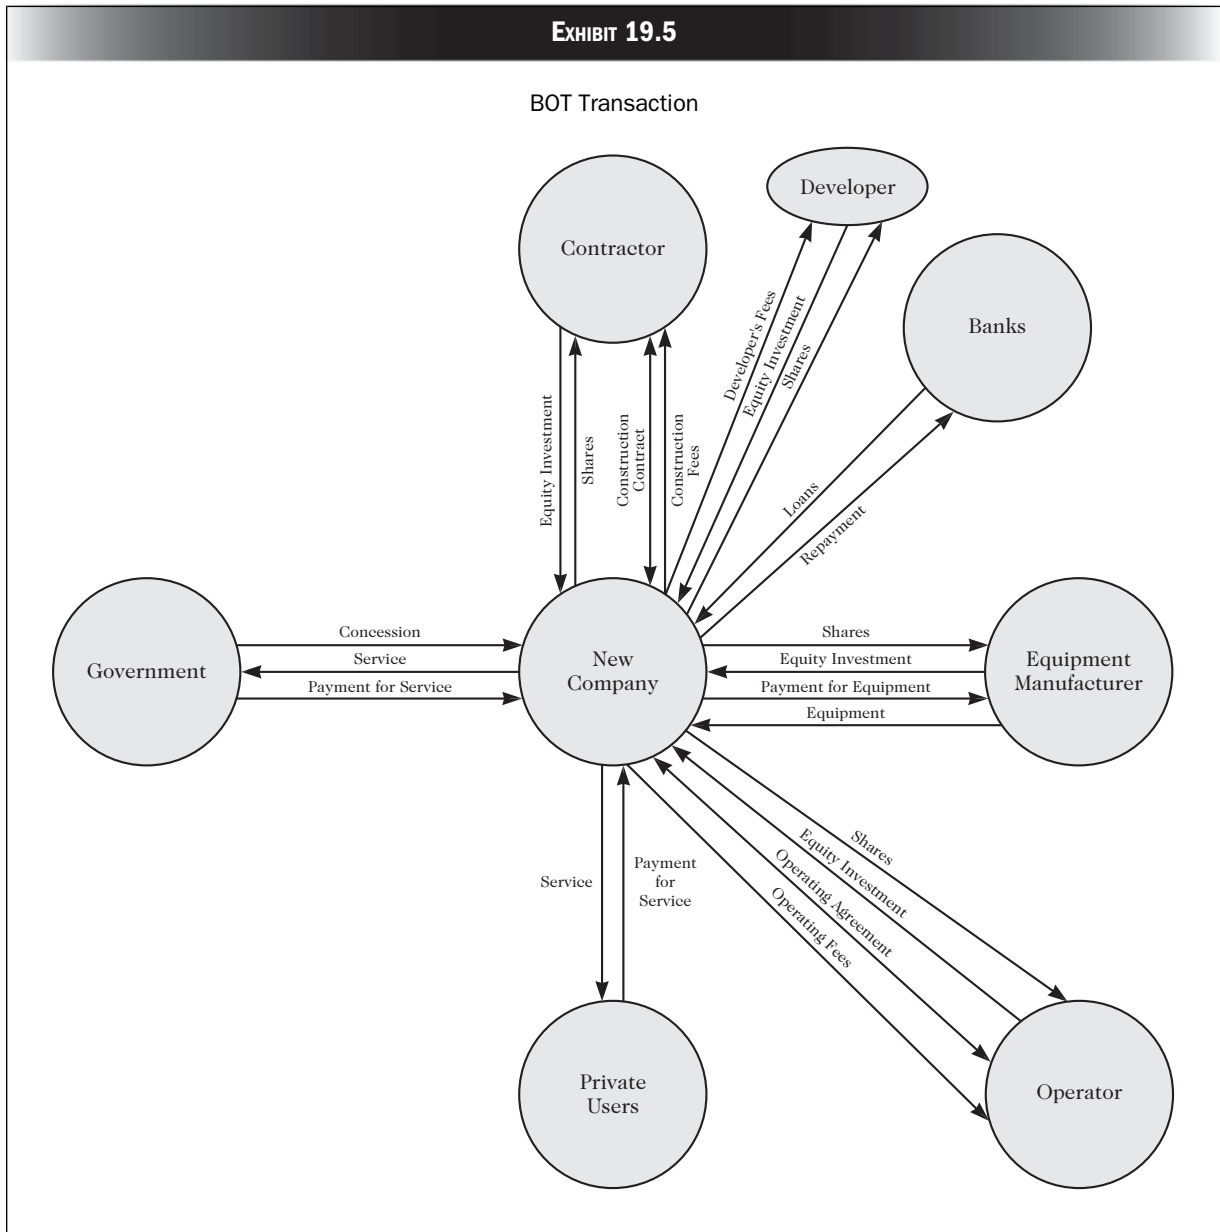 EXHIBIT 19.5
BOT Transaction
Contractor
Developer
Banks
Equity Investment
Shares
Construction
Contract
Construction
Fees
Developer's Fees
Equity Investment
Shares
Loans
Repayment
Government
Concession
Service
Payment for Service
New
Company
Shares
Equity Investment
Payment for Equipment
Equipment
Equipment
Manufacturer
Service
Payment
for
Service
Shares
Equity Investment
Operating Agreement
Operating Fees
Private
Users
Operator